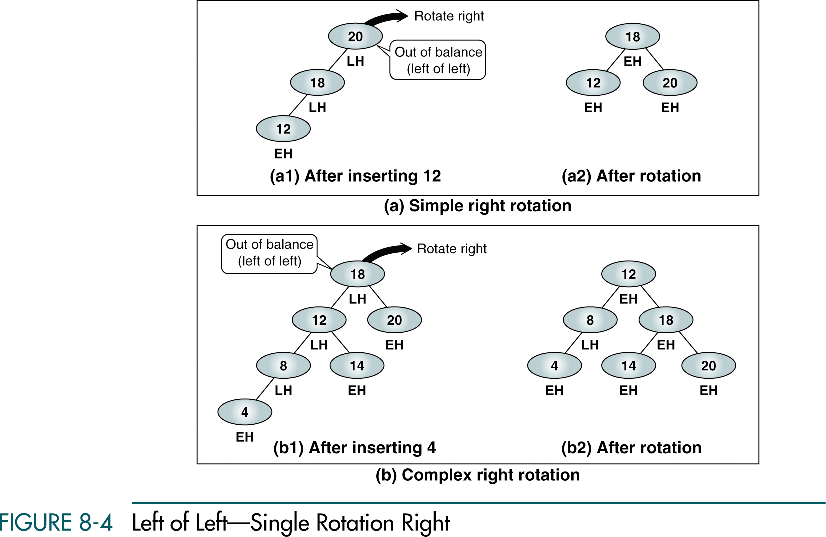 Rotate right
20
Out of balance
(left of left)
LH
18
LH
12
EH
(a1) After inserting 12
18
EH
12
20
EH
EH
(a2) After rotation
(a) Simple right rotation
Out of balance
(left of left)
Rotate right
18
LH
12
20
LH
EH
8
14
LH
EH
4
EH
(b1) After inserting 4
12
EH
8
18
LH
EH
4
14
20
EH
EH
EH
(b2) After rotation
(b) Complex right rotation
FIGURE 8-4 Left of Left—Single Rotation Right